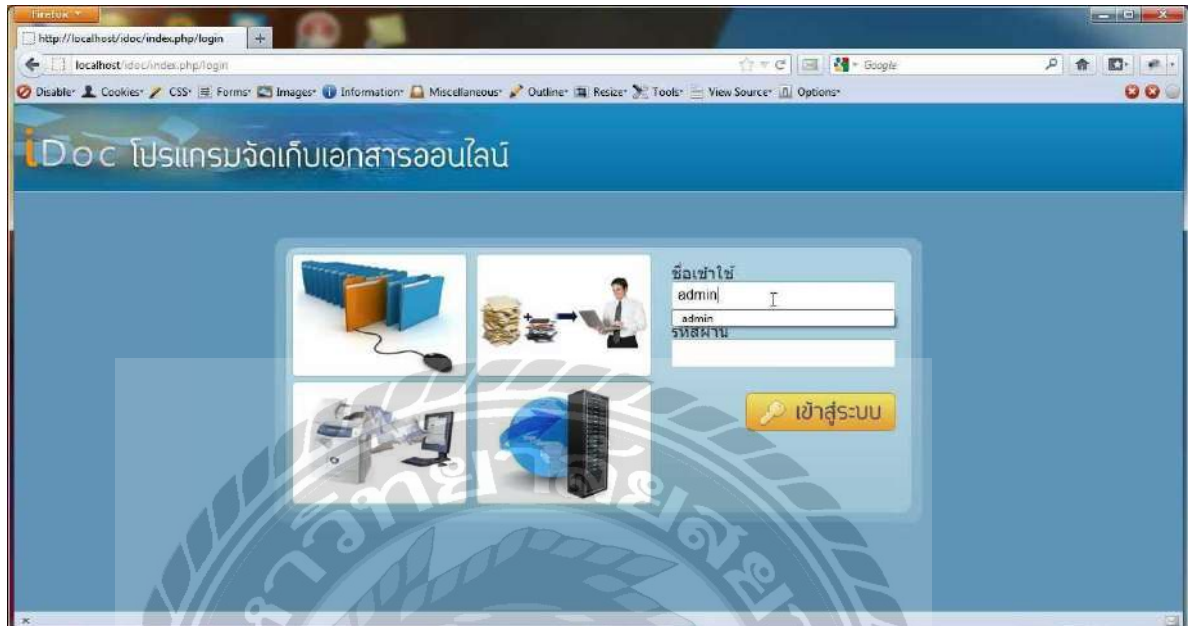 Firefox
http://localhost/idoc/index.php/login
+
localhost/idoc/index.php/login
Google
Disable Cookies CSS Forms Images Information Miscellaneous Outline Resize Tools View Source Options
iDoc โปรแกรมจัดเก็บเอกสารออนไลน์
ชื่อเข้าใช้
admin
admin
รหัสผ่าน
เข้าสู่ระบบ